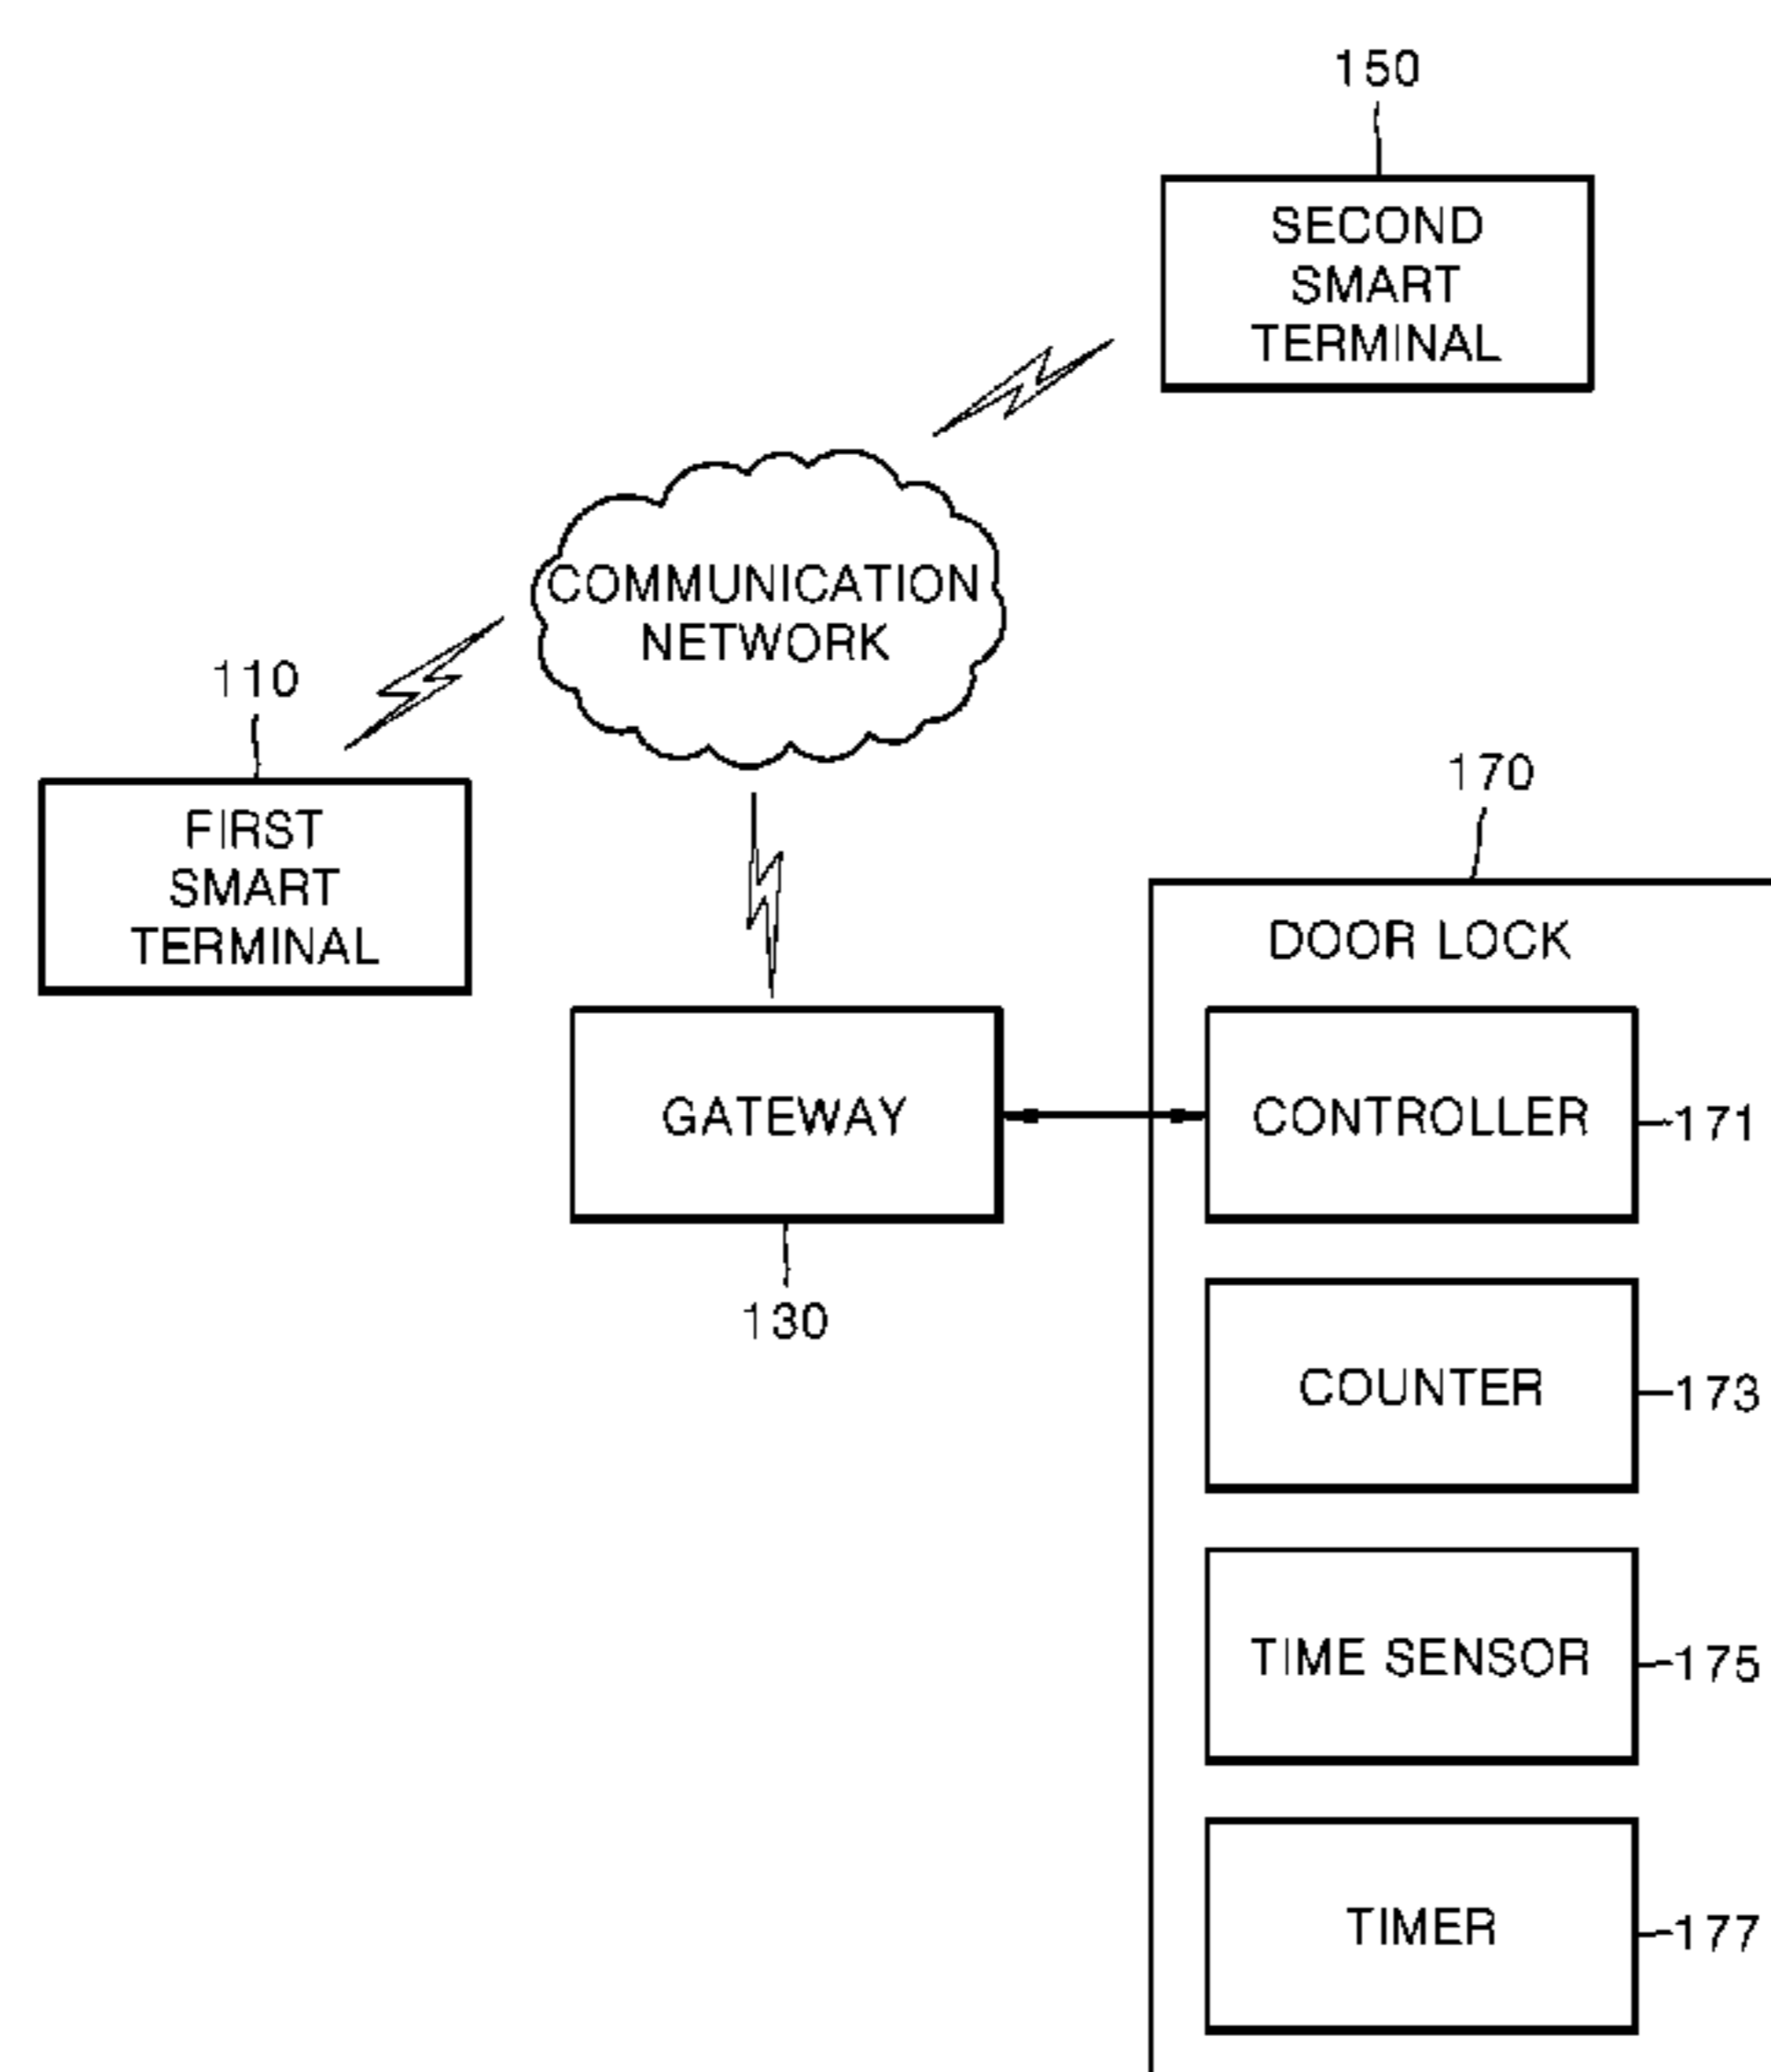 150
SECOND
SMART
TERMINAL
COMMUNICATION
NETWORK
110
FIRST
SMART
TERMINAL
170
DOOR LOCK
GATEWAY
130
CONTROLLER
171
COUNTER
173
TIME SENSOR
175
TIMER
177